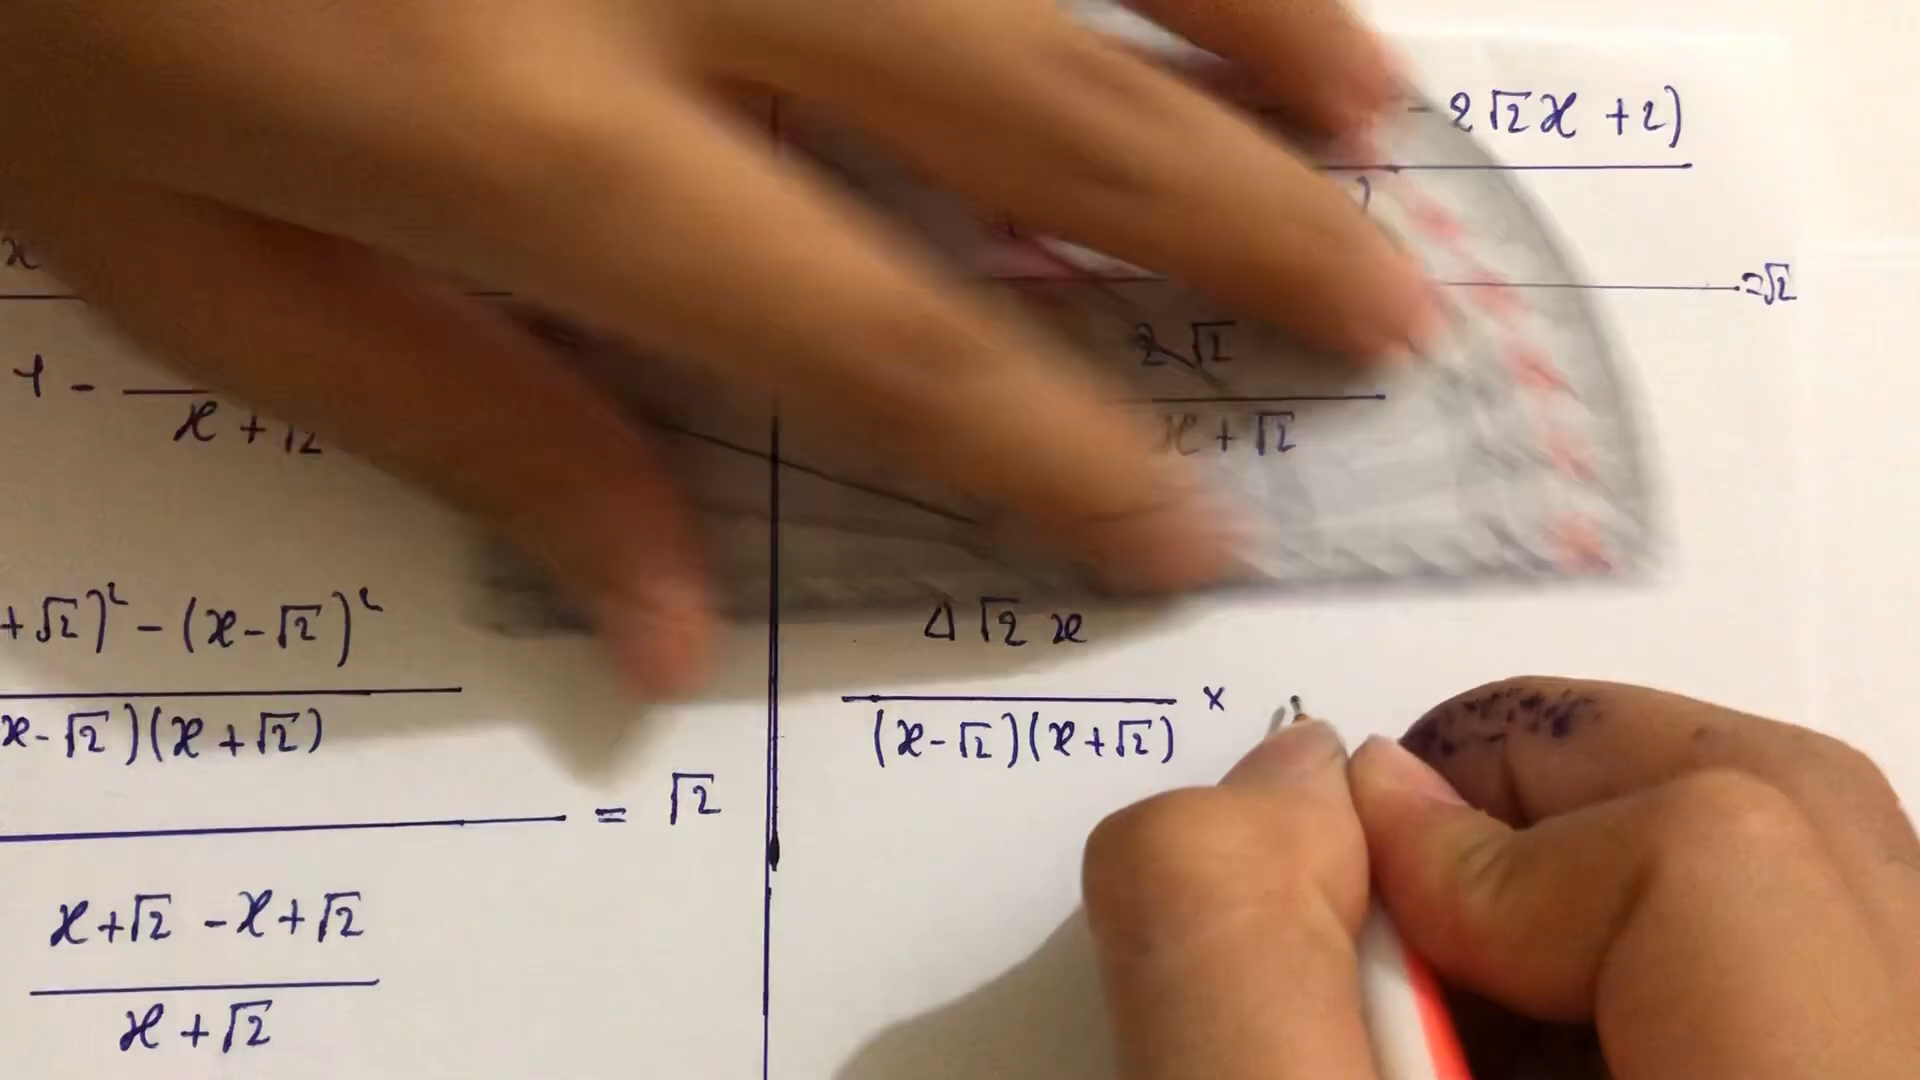 x
1 -
x + √2
+ √2)² - (x - √2)²
x - √2)(x + √2)
= √2
x + √2 - x + √2
x + √2
- 2√2x + 2)
)
= √2
2√2
x + √2
4√2 x
×
(x - √2)(x + √2)